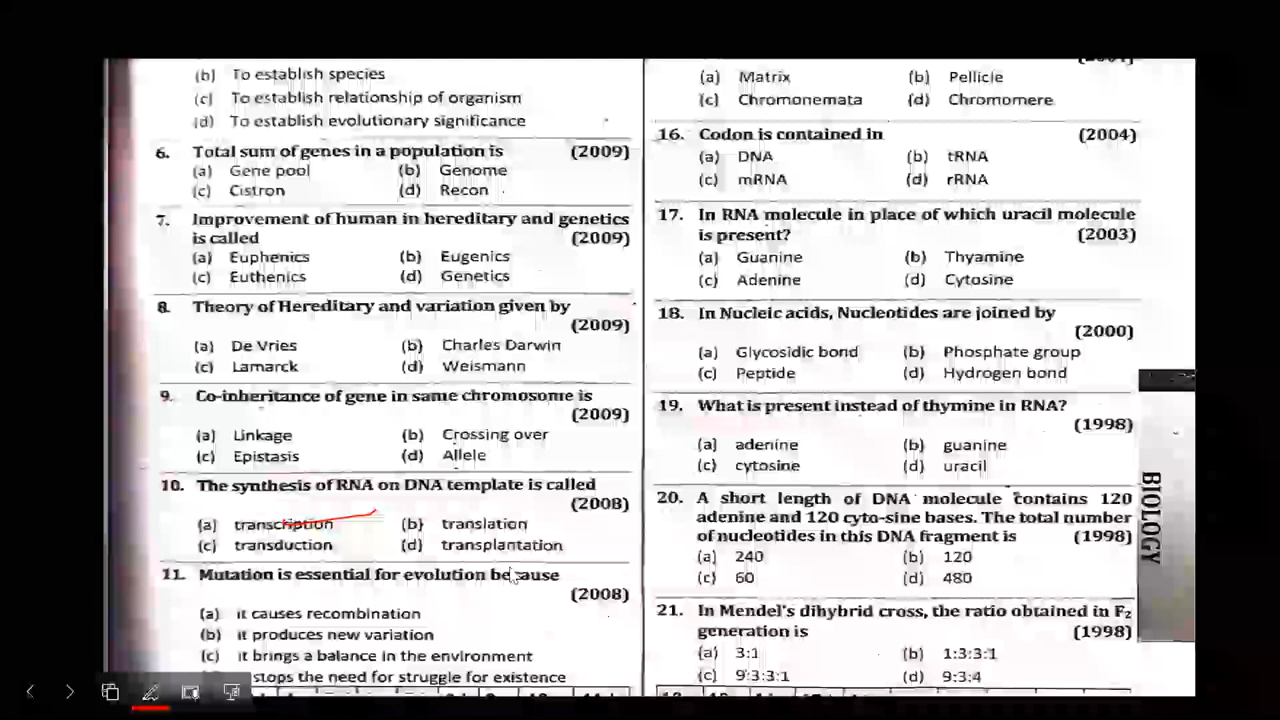 (b) To establish species
(c) To establish relationship of organism
(d) To establish evolutionary significance
6. Total sum of genes in a population is (2009)
(a) Gene pool (b) Genome
(c) Cistron (d) Recon
7. Improvement of human in hereditary and genetics
is called (2009)
(a) Euphenics (b) Eugenics
(c) Euthenics (d) Genetics
8. Theory of Hereditary and variation given by
(2009)
(a) De Vries (b) Charles Darwin
(c) Lamarck (d) Weismann
9. Co-inheritance of gene in same chromosome is
(2009)
(a) Linkage (b) Crossing over
(c) Epistasis (d) Allele
10. The synthesis of RNA on DNA template is called
(2008)
(a) transcription (b) translation
(c) transduction (d) transplantation
11. Mutation is essential for evolution because
(2008)
(a) it causes recombination
(b) it produces new variation
(c) it brings a balance in the environment
stops the need for struggle for existence
(a) Matrix (b) Pellicle
(c) Chromonemata (d) Chromomere
16. Codon is contained in (2004)
(a) DNA (b) tRNA
(c) mRNA (d) rRNA
17. In RNA molecule in place of which uracil molecule
is present? (2003)
(a) Guanine (b) Thyamine
(c) Adenine (d) Cytosine
18. In Nucleic acids, Nucleotides are joined by
(2000)
(a) Glycosidic bond (b) Phosphate group
(c) Peptide (d) Hydrogen bond
19. What is present instead of thymine in RNA?
(1998)
(a) adenine (b) guanine
(c) cytosine (d) uracil
20. A short length of DNA molecule contains 120
adenine and 120 cyto-sine bases. The total number
of nucleotides in this DNA fragment is (1998)
(a) 240 (b) 120
(c) 60 (d) 480
21. In Mendel's dihybrid cross, the ratio obtained in F₂
generation is (1998)
(a) 3:1 (b) 1:3:3:1
(c) 9:3:3:1 (d) 9:3:4
BIOLOGY